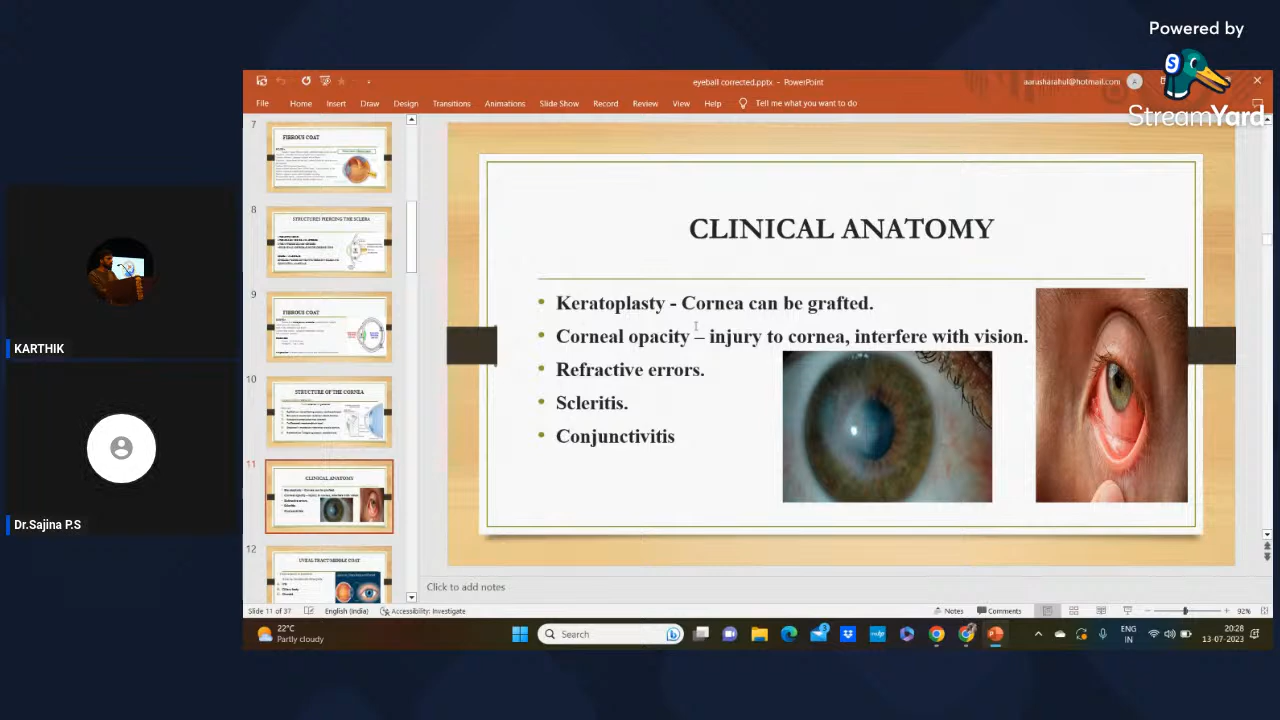 Powered by
StreamYard
eyeball corrected.pptx - PowerPoint
aarasharahul@hotmail.com
File Home Insert Draw Design Transitions Animations Slide Show Record Review View Help Tell me what you want to do
7
FIBROUS COAT
8
STRUCTURES PIERCING THE SCLERA
9
FIBROUS COAT
10
STRUCTURE OF THE CORNEA
11
CLINICAL ANATOMY
12
UVEAL TRACT/MIDDLE COAT
CLINICAL ANATOMY
• Keratoplasty - Cornea can be grafted.
• Corneal opacity – injury to cornea, interfere with vision.
• Refractive errors.
• Scleritis.
• Conjunctivitis
KARTHIK
Dr.Sajina P.S
Click to add notes
Slide 11 of 37 English (India) Accessibility: Investigate Notes Comments 92%
22°C
Partly cloudy
Search
ENG
IN
20:28
13-07-2023